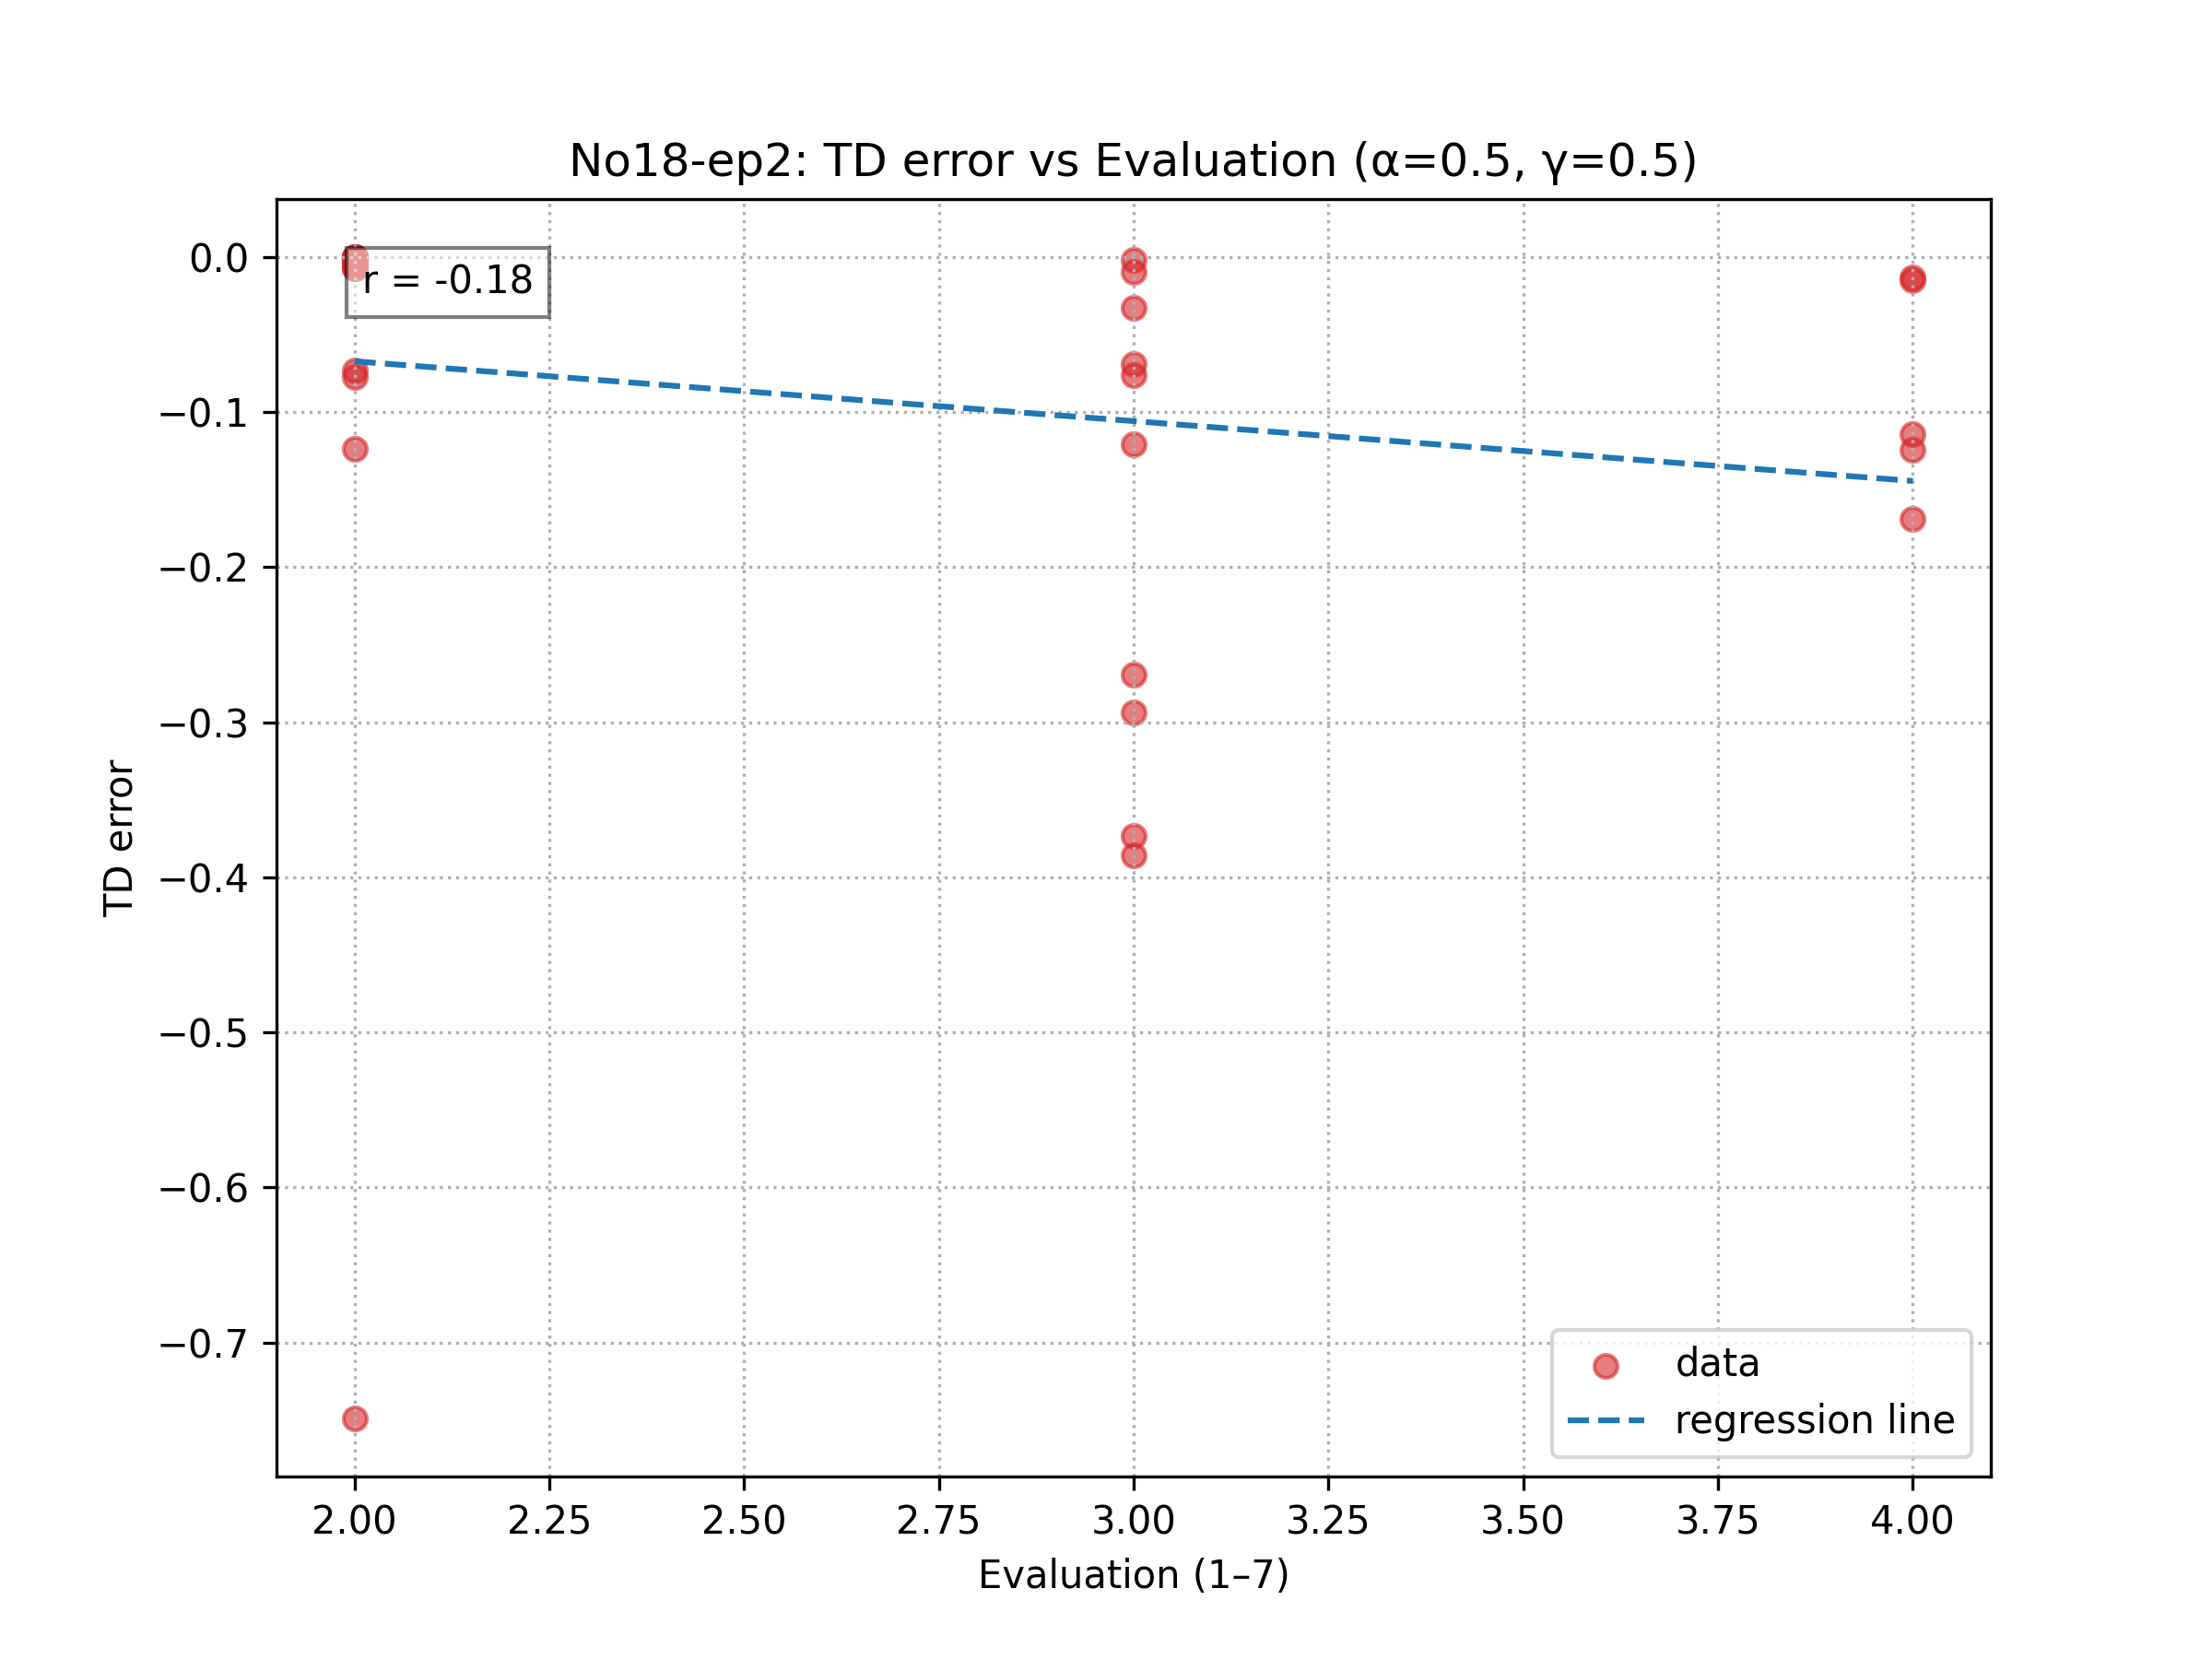 No18-ep2: TD error vs Evaluation (α=0.5, γ=0.5)
r = -0.18
TD error
0.0
−0.1
−0.2
−0.3
−0.4
−0.5
−0.6
−0.7
data
regression line
2.00 2.25 2.50 2.75 3.00 3.25 3.50 3.75 4.00
Evaluation (1–7)